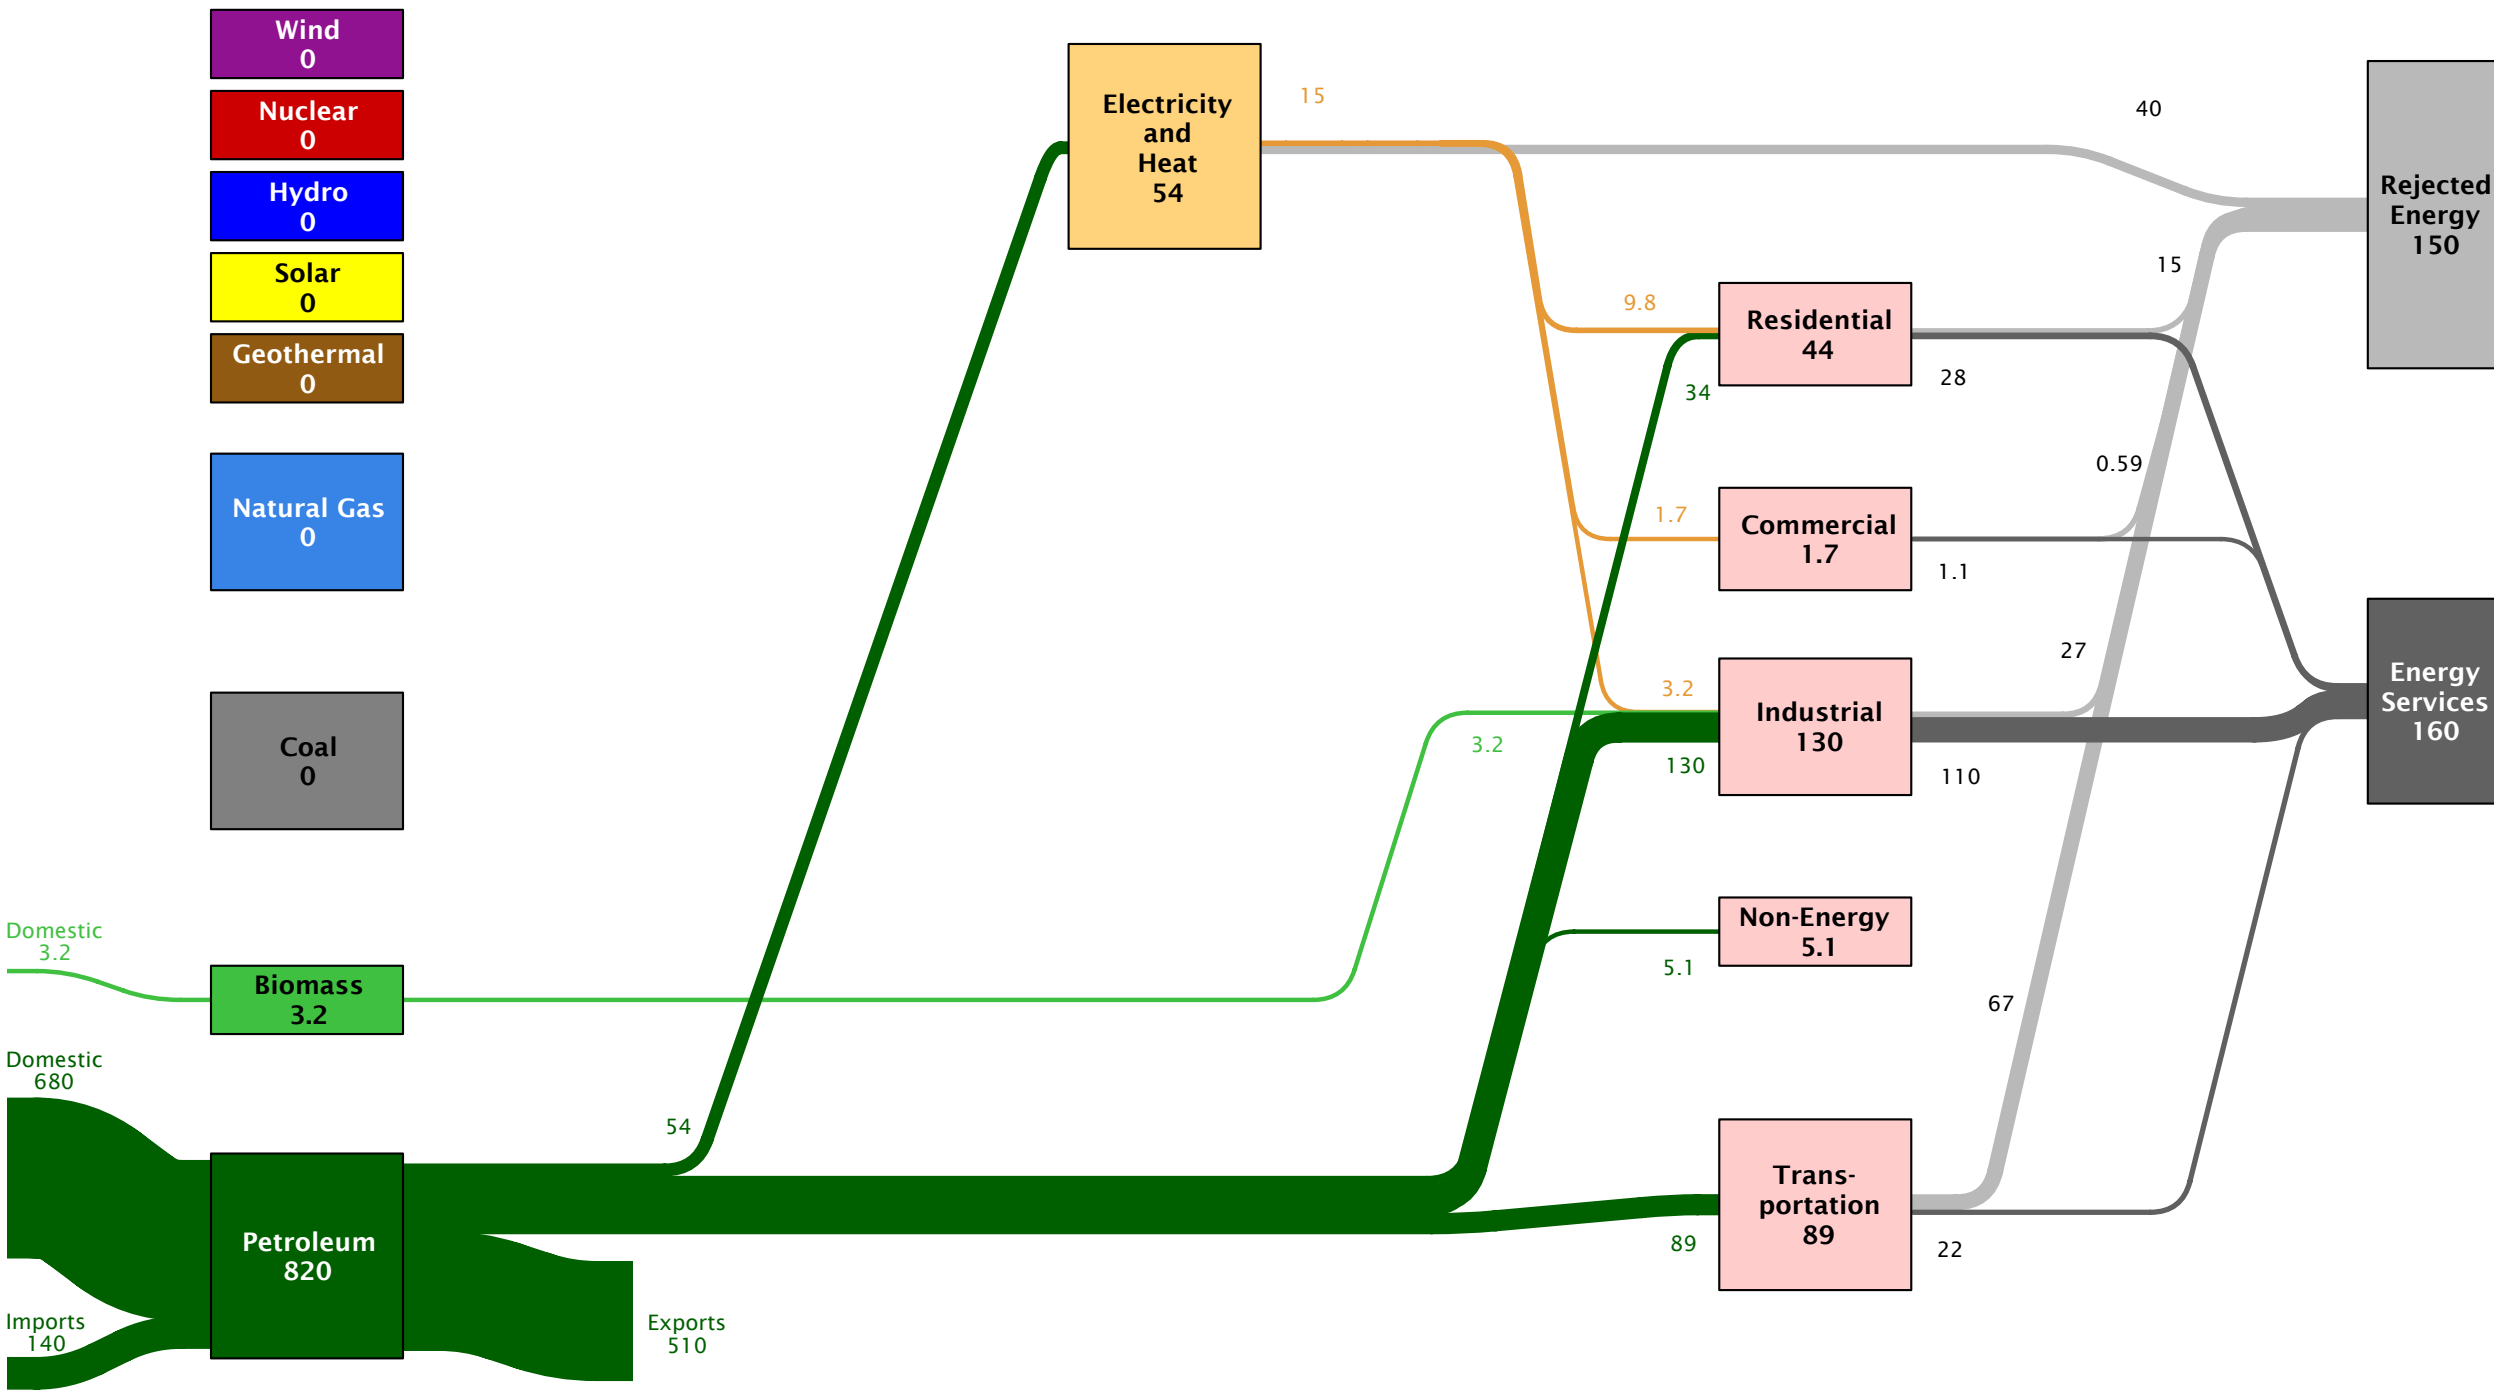 Wind
0
Nuclear
0
Hydro
0
Solar
0
Geothermal
0
Natural Gas
0
Coal
0
Domestic
3.2
Biomass
3.2
Domestic
680
Petroleum
820
Imports
140
Exports
510
54
Electricity
and
Heat
54
15
40
9.8
34
Residential
44
15
28
1.7
Commercial
1.7
0.59
1.1
3.2
3.2
130
Industrial
130
27
110
5.1
Non-Energy
5.1
89
Trans-
portation
89
67
22
Rejected
Energy
150
Energy
Services
160